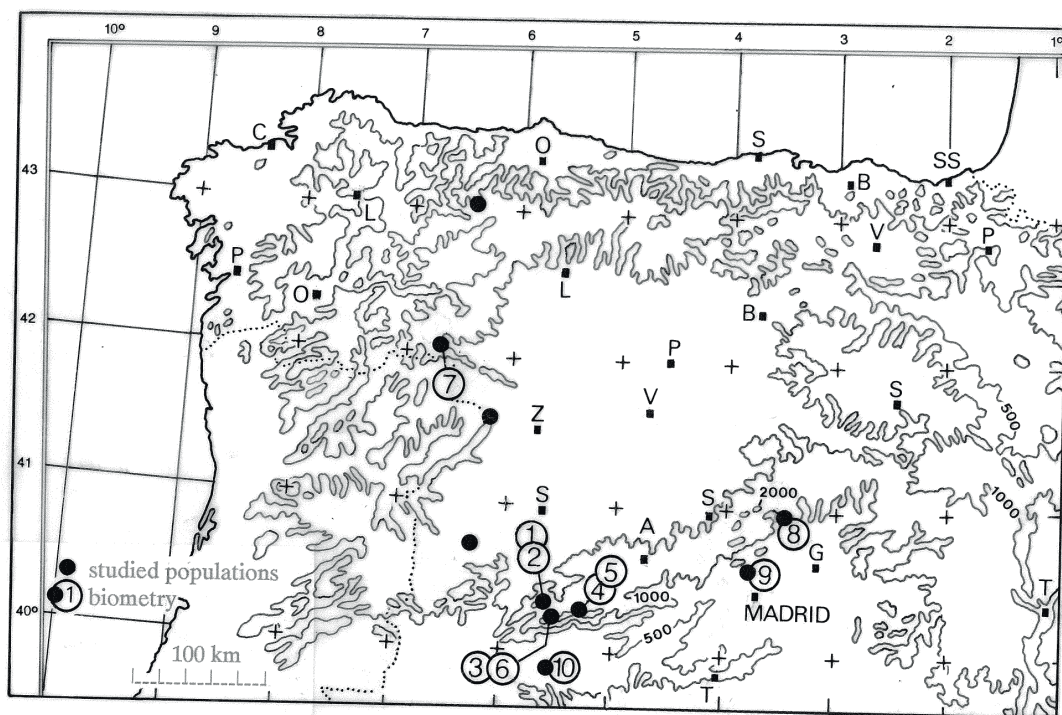 10º 9 8 7 6 5 4 3 2 1º
C
O
S
SS
43
B
L
V
P
P
L
O
B
42
P
7
S
V
Z
500
41
2000
1000
S
S
1
A
8
2
5
G
4
9
studied populations
1
biometry
1000
T
40º
MADRID
500
100 km
3 6 10
T